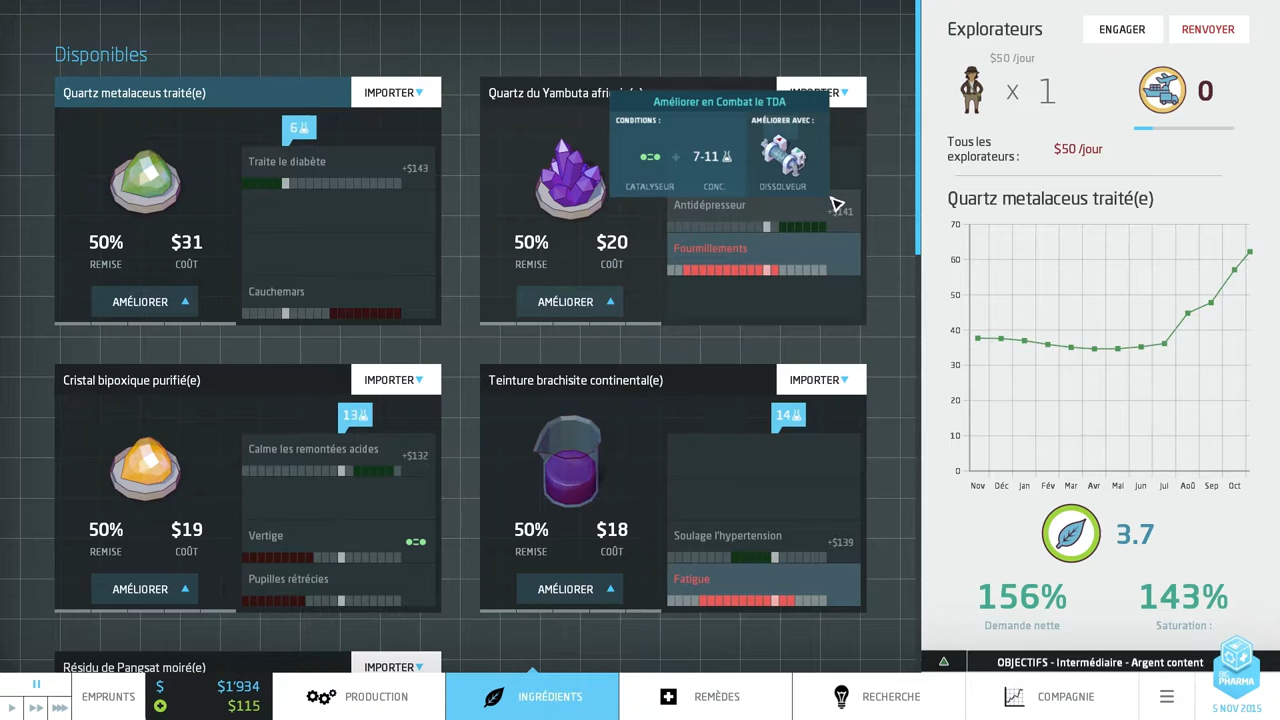 Disponibles
Quartz metalaceus traité(e)
IMPORTER
6
Traite le diabète
+$143
50%
REMISE
$31
COÛT
AMÉLIORER
Cauchemars
Quartz du Yambuta
IMPORTER
Améliorer en Combat le TDA
CONDITIONS :
AMÉLIORER AVEC :
+
7-11
CATALYSEUR
CONC.
DISSOLVEUR
Antidépresseur
+$141
Fourmillements
50%
REMISE
$20
COÛT
AMÉLIORER
Cristal bipoxique purifié(e)
IMPORTER
13
Calme les remontées acides
+$132
50%
REMISE
$19
COÛT
Vertige
Pupilles rétrécies
AMÉLIORER
Teinture brachisite continental(e)
IMPORTER
14
Soulage l'hypertension
+$139
50%
REMISE
$18
COÛT
Fatigue
AMÉLIORER
Résidu de Pangsat moiré(e)
IMPORTER
Explorateurs
ENGAGER
RENVOYER
$50 /jour
x 1
0
Tous les
explorateurs :
$50 /jour
Quartz metalaceus traité(e)
70
60
50
40
30
20
10
0
Nov Déc Jan Fév Mar Avr Mai Jun Jul Aoû Sep Oct
3.7
156%
Demande nette
143%
Saturation :
OBJECTIFS - Intermédiaire - Argent content
EMPRUNTS
$ $1'934
$115
PRODUCTION
INGRÉDIENTS
REMÈDES
RECHERCHE
COMPAGNIE
BIG
PHARMA
5 NOV 2015